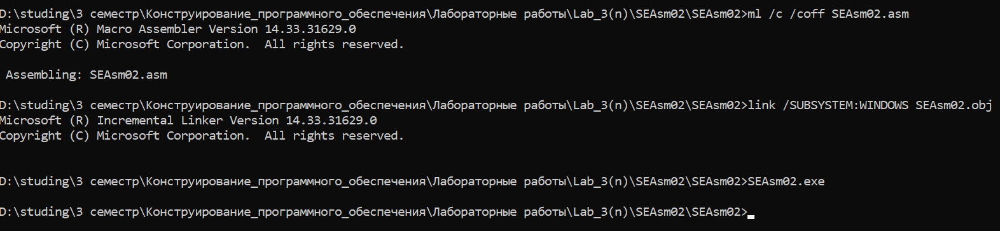 D:\studing\3 семестр\Конструирование_программного_обеспечения\Лабораторные работы\Lab_3(n)\SEAsm02\SEAsm02>ml /c /coff SEAsm02.asm
Microsoft (R) Macro Assembler Version 14.33.31629.0
Copyright (C) Microsoft Corporation.  All rights reserved.
 Assembling: SEAsm02.asm
D:\studing\3 семестр\Конструирование_программного_обеспечения\Лабораторные работы\Lab_3(n)\SEAsm02\SEAsm02>link /SUBSYSTEM:WINDOWS SEAsm02.obj
Microsoft (R) Incremental Linker Version 14.33.31629.0
Copyright (C) Microsoft Corporation.  All rights reserved.
D:\studing\3 семестр\Конструирование_программного_обеспечения\Лабораторные работы\Lab_3(n)\SEAsm02\SEAsm02>SEAsm02.exe
D:\studing\3 семестр\Конструирование_программного_обеспечения\Лабораторные работы\Lab_3(n)\SEAsm02\SEAsm02>